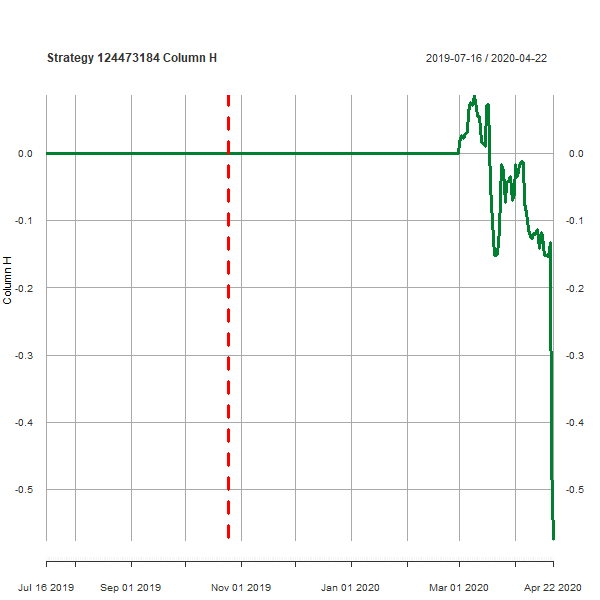 Strategy 124473184 Column H
2019-07-16 / 2020-04-22
0.0
0.0
-0.1
-0.1
-0.2
-0.2
-0.3
-0.3
-0.4
-0.4
-0.5
-0.5
Column H
Jul 16 2019
Sep 01 2019
Nov 01 2019
Jan 01 2020
Mar 01 2020
Apr 22 2020